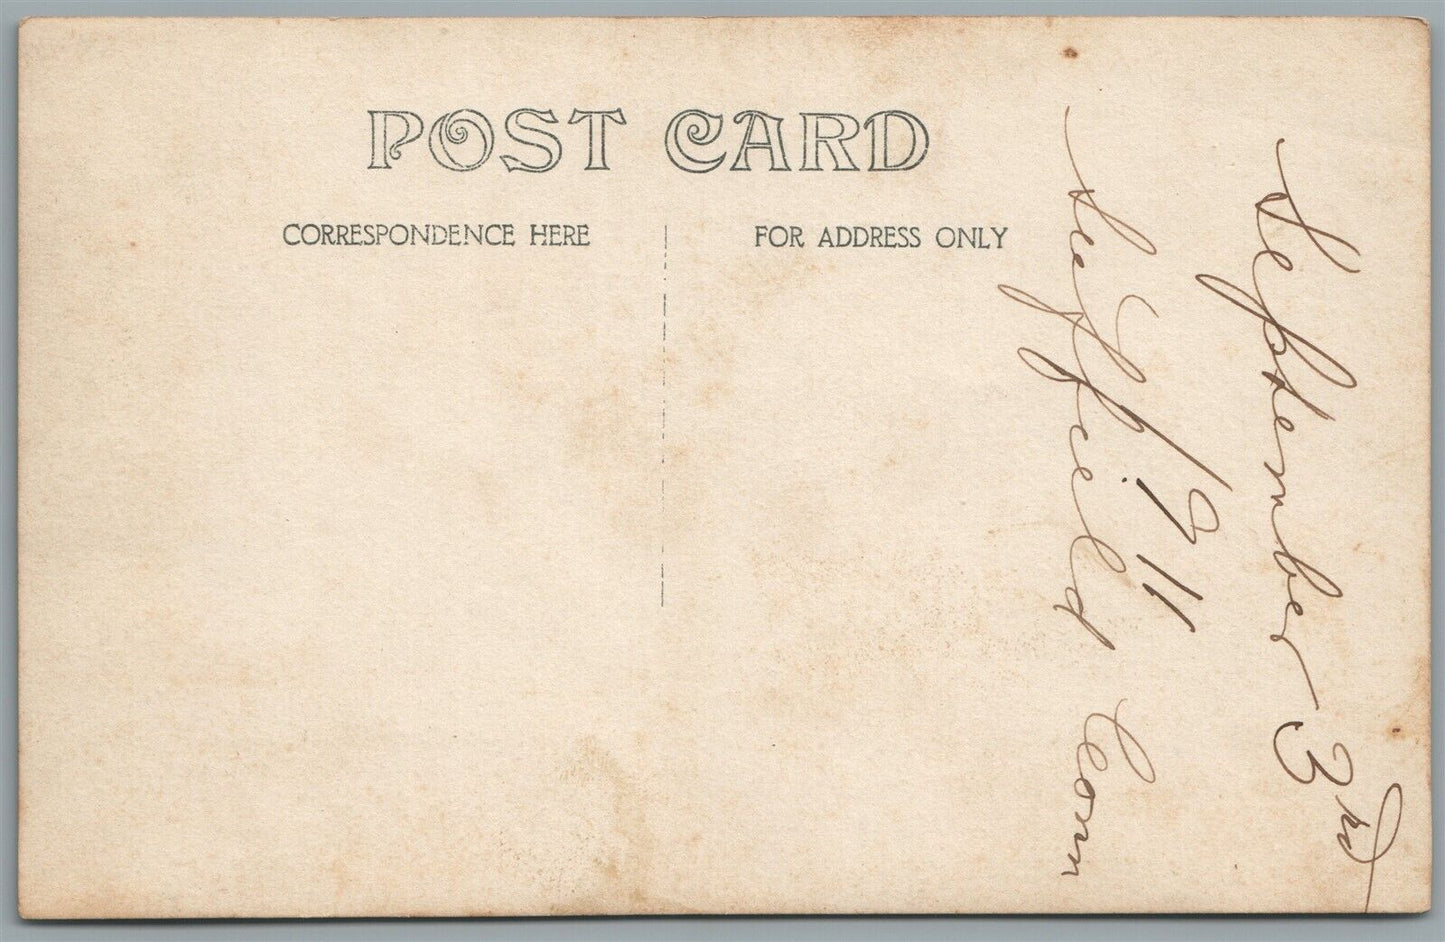 POST CARD
CORRESPONDENCE HERE
FOR ADDRESS ONLY
September 3rd
1911
Suffield Conn